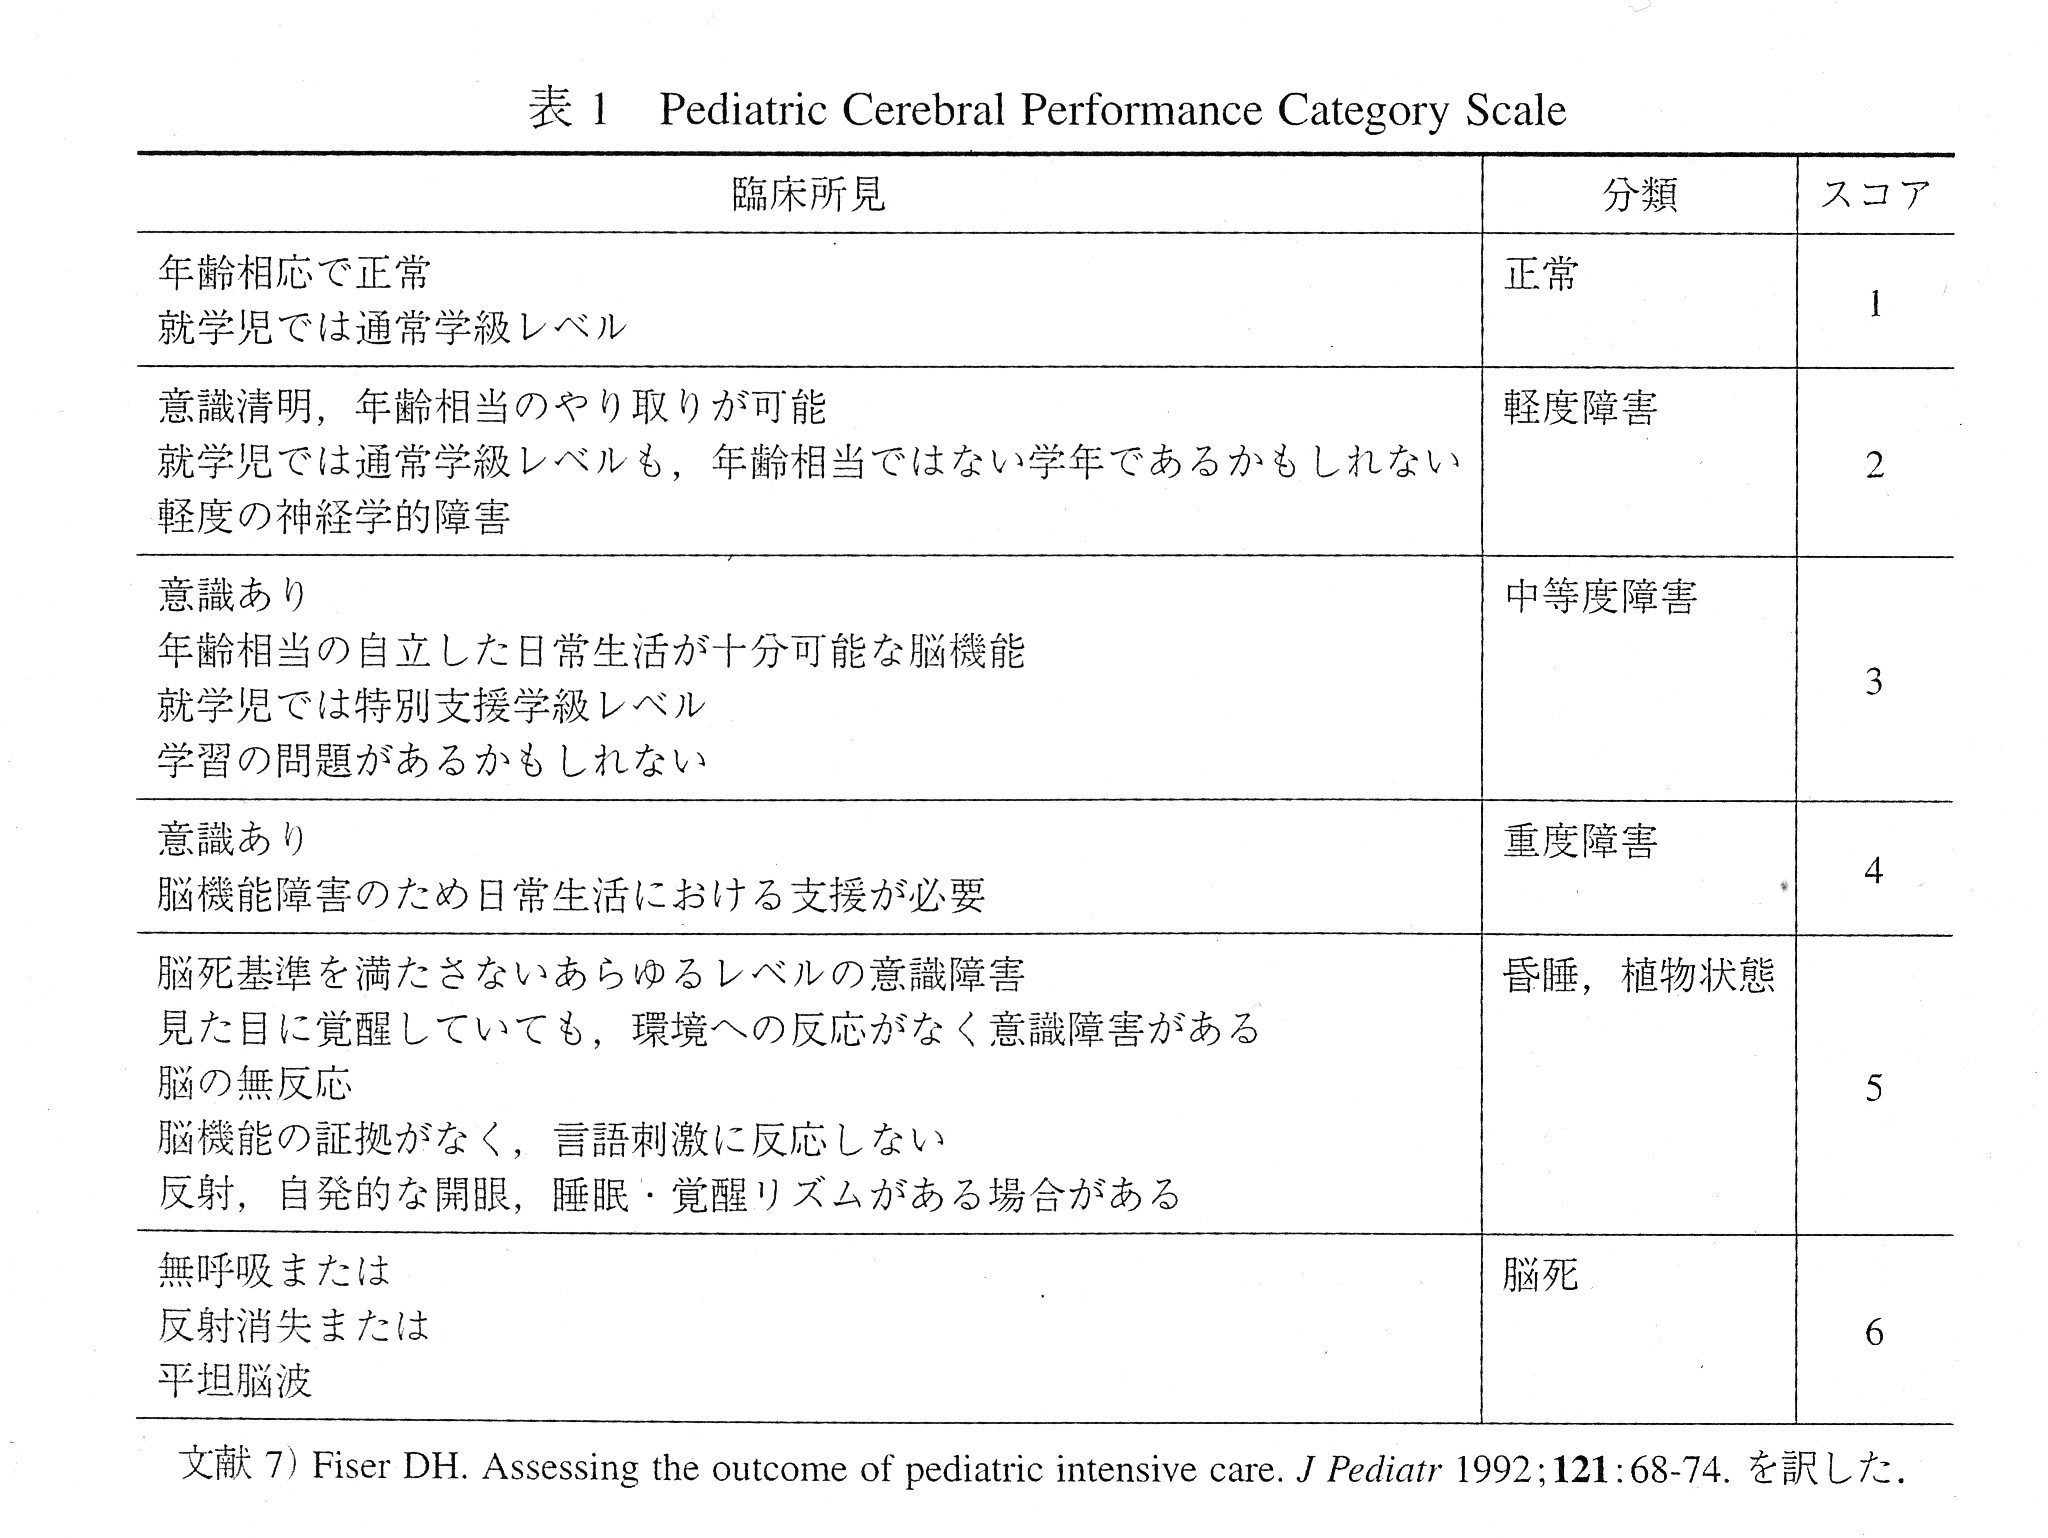 表 1　Pediatric Cerebral Performance Category Scale
臨床所見　分類　スコア
年齢相応で正常　正常
就学児では通常学級レベル
1
意識清明，年齢相当のやり取りが可能　軽度障害
就学児では通常学級レベルも，年齢相当ではない学年であるかもしれない
2
軽度の神経学的障害
意識あり　中等度障害
年齢相当の自立した日常生活が十分可能な脳機能
3
就学児では特別支援学級レベル
学習の問題があるかもしれない
意識あり　重度障害
4
脳機能障害のため日常生活における支援が必要
脳死基準を満たさないあらゆるレベルの意識障害　昏睡，植物状態
見た目に覚醒していても，環境への反応がなく意識障害がある
脳の無反応
5
脳機能の証拠がなく，言語刺激に反応しない
反射，自発的な開眼，睡眠・覚醒リズムがある場合がある
無呼吸または　脳死
反射消失または
6
平坦脳波
文献 7) Fiser DH. Assessing the outcome of pediatric intensive care. J Pediatr 1992;121:68-74. を訳した．